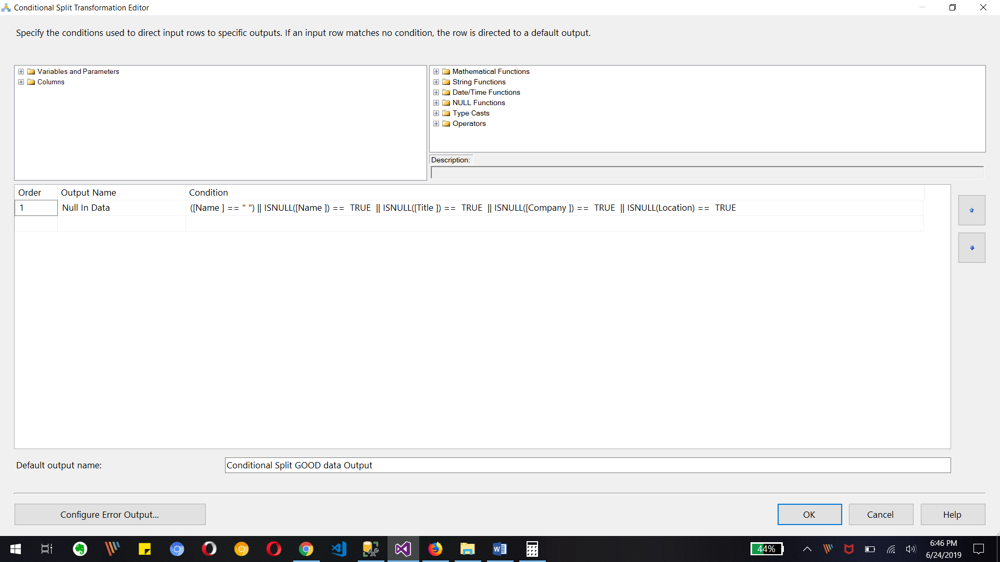 Conditional Split Transformation Editor
Specify the conditions used to direct input rows to specific outputs. If an input row matches no condition, the row is directed to a default output.
Variables and Parameters
Columns
Mathematical Functions
String Functions
Date/Time Functions
NULL Functions
Type Casts
Operators
Description:
Order Output Name Condition
1 Null In Data ([Name ] == " ") || ISNULL([Name ]) == TRUE || ISNULL([Title ]) == TRUE || ISNULL([Company ]) == TRUE || ISNULL(Location) == TRUE
Default output name: Conditional Split GOOD data Output
Configure Error Output... OK Cancel Help
44% 6:46 PM
6/24/2019